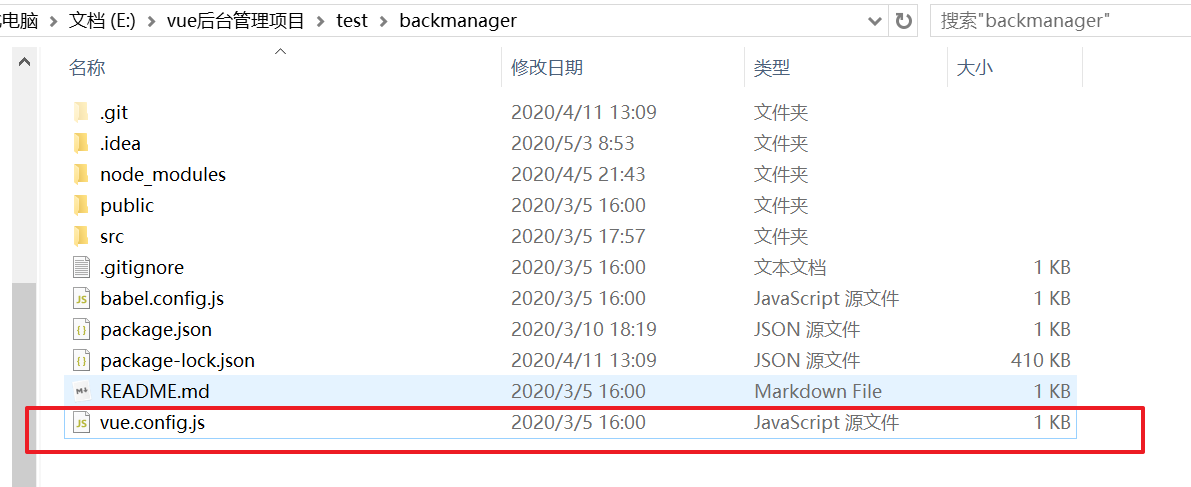 电脑 > 文档 (E:) > vue后台管理项目 > test > backmanager 搜索"backmanager"
名称 修改日期 类型 大小
.git 2020/4/11 13:09 文件夹
.idea 2020/5/3 8:53 文件夹
node_modules 2020/4/5 21:43 文件夹
public 2020/3/5 16:00 文件夹
src 2020/3/5 17:57 文件夹
.gitignore 2020/3/5 16:00 文本文档 1 KB
babel.config.js 2020/3/5 16:00 JavaScript 源文件 1 KB
package.json 2020/3/10 18:19 JSON 源文件 1 KB
package-lock.json 2020/4/11 13:09 JSON 源文件 410 KB
README.md 2020/3/5 16:00 Markdown File 1 KB
vue.config.js 2020/3/5 16:00 JavaScript 源文件 1 KB